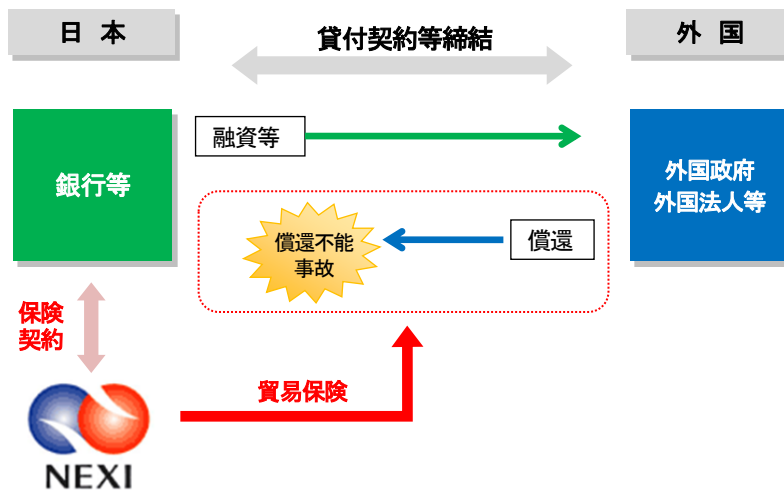 日 本
貸付契約等締結
外 国
融資等
銀行等
外国政府
外国法人等
償還不能
事故
償還
保険
契約
貿易保険
NEXI